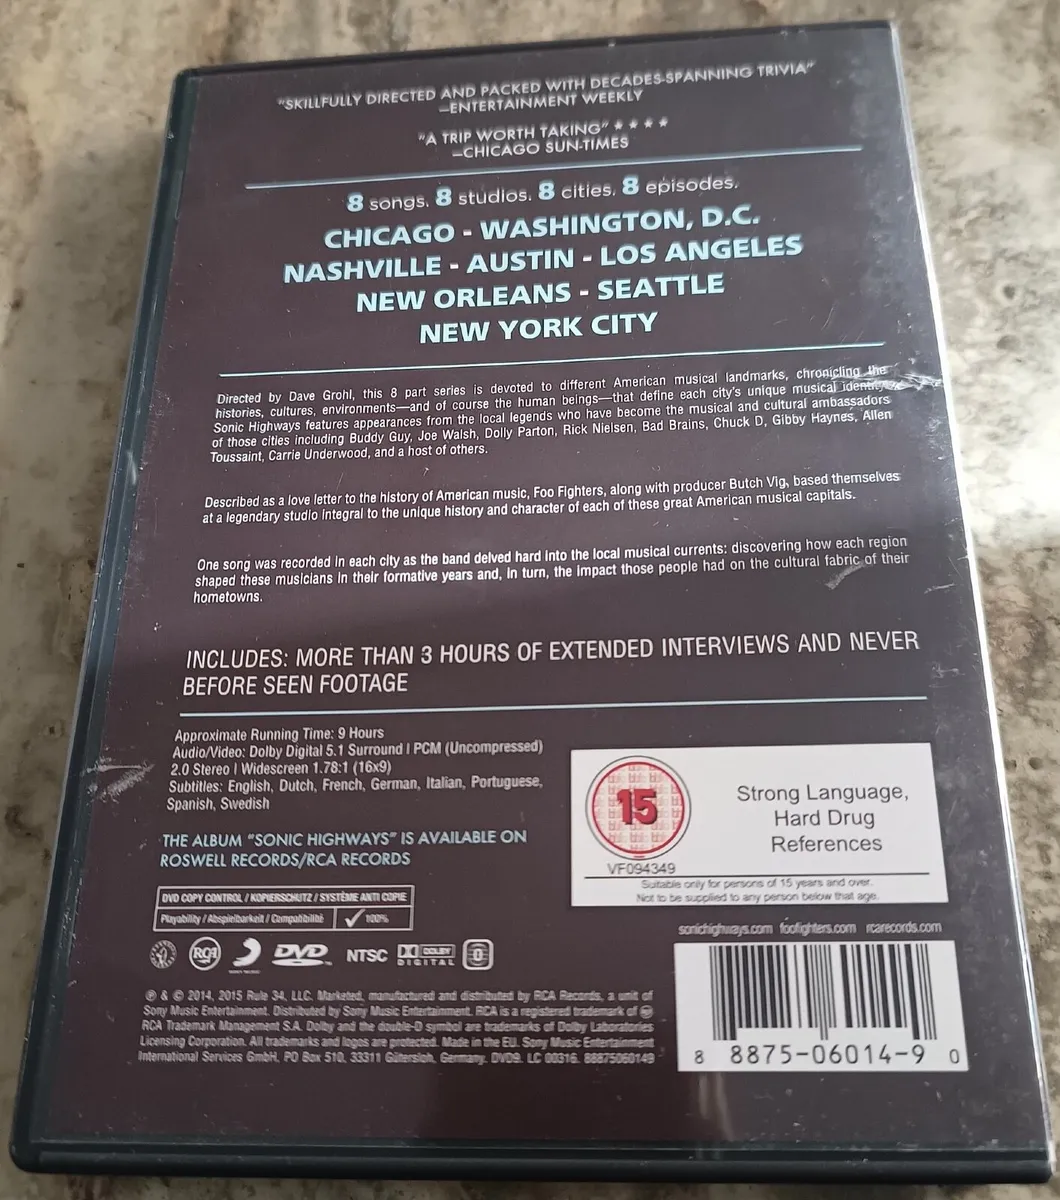 "SKILLFULLY DIRECTED AND PACKED WITH DECADES-SPANNING TRIVIA"
—ENTERTAINMENT WEEKLY
"A TRIP WORTH TAKING" ★ ★ ★ ★
—CHICAGO SUN-TIMES
8 songs. 8 studios. 8 cities. 8 episodes.
CHICAGO - WASHINGTON, D.C.
NASHVILLE - AUSTIN - LOS ANGELES
NEW ORLEANS - SEATTLE
NEW YORK CITY
Directed by Dave Grohl, this 8 part series is devoted to different American musical landmarks, chronicling the
histories, cultures, environments—and of course the human beings—that define each city's unique musical identity.
Sonic Highways features appearances from the local legends who have become the musical and cultural ambassadors
of those cities including Buddy Guy, Joe Walsh, Dolly Parton, Rick Nielsen, Bad Brains, Chuck D, Gibby Haynes, Allen
Toussaint, Carrie Underwood, and a host of others.
Described as a love letter to the history of American music, Foo Fighters, along with producer Butch Vig, based themselves
at a legendary studio integral to the unique history and character of each of these great American musical capitals.
One song was recorded in each city as the band delved hard into the local musical currents: discovering how each region
shaped these musicians in their formative years and, in turn, the impact those people had on the cultural fabric of their
hometowns.
INCLUDES: MORE THAN 3 HOURS OF EXTENDED INTERVIEWS AND NEVER
BEFORE SEEN FOOTAGE
Approximate Running Time: 9 Hours
Audio/Video: Dolby Digital 5.1 Surround | PCM (Uncompressed)
2.0 Stereo | Widescreen 1.78:1 (16x9)
Subtitles: English, Dutch, French, German, Italian, Portuguese,
Spanish, Swedish
THE ALBUM "SONIC HIGHWAYS" IS AVAILABLE ON
ROSWELL RECORDS/RCA RECORDS
15
Strong Language,
Hard Drug
References
VF094349
Suitable only for persons of 15 years and over.
Not to be supplied to any person below that age.
DVD COPY CONTROL / KOPIERSCHUTZ / SYSTÈME ANTI COPIE
Playability / Abspielbarkeit / Compatibilité ✓ 100%
sonichighways.com foofighters.com rcarecords.com
RCA DVD NTSC DOLBY DIGITAL 0
℗ & © 2014, 2015 Rule 34, LLC. Marketed, manufactured and distributed by RCA Records, a unit of
Sony Music Entertainment. Distributed by Sony Music Entertainment. RCA is a registered trademark of
RCA Trademark Management S.A. Dolby and the double-D symbol are trademarks of Dolby Laboratories
Licensing Corporation. All trademarks and logos are protected. Made in the EU. Sony Music Entertainment
International Services GmbH, PO Box 510, 33311 Gütersloh, Germany. DVD9. LC 00316. 88875060149
8 8875-06014-9 0